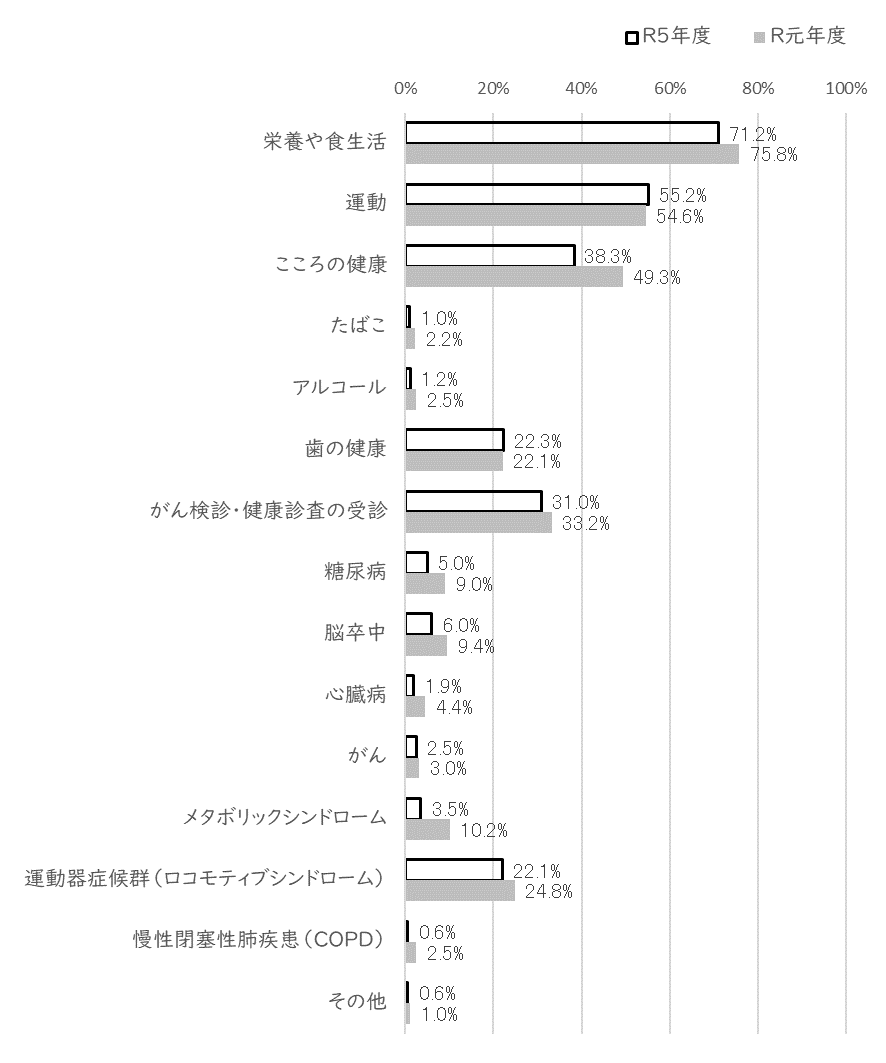 R5年度 R元年度
0% 20% 40% 60% 80% 100%
栄養や食生活 71.2%
75.8%
運動 55.2%
54.6%
こころの健康 38.3%
49.3%
たばこ 1.0%
2.2%
アルコール 1.2%
2.5%
歯の健康 22.3%
22.1%
がん検診・健康診査の受診 31.0%
33.2%
糖尿病 5.0%
9.0%
脳卒中 6.0%
9.4%
心臓病 1.9%
4.4%
がん 2.5%
3.0%
メタボリックシンドローム 3.5%
10.2%
運動器症候群（ロコモティブシンドローム） 22.1%
24.8%
慢性閉塞性肺疾患（COPD） 0.6%
2.5%
その他 0.6%
1.0%